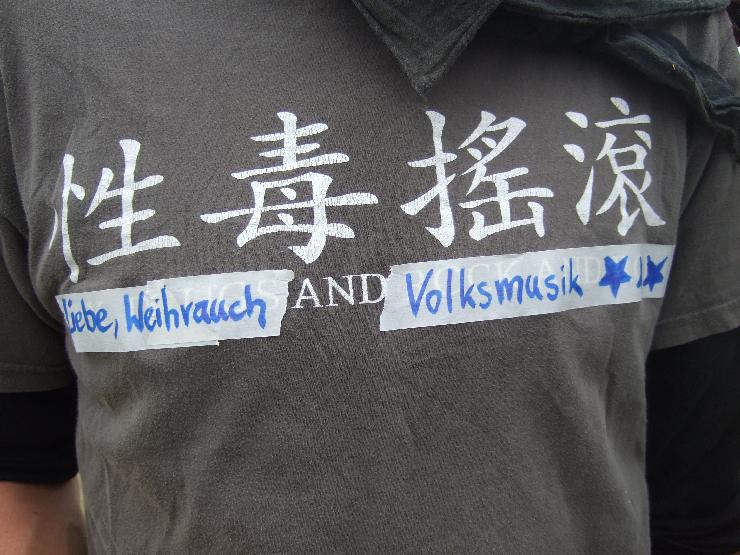 性毒搖滾
Liebe, Weihrauch AND Volksmusik